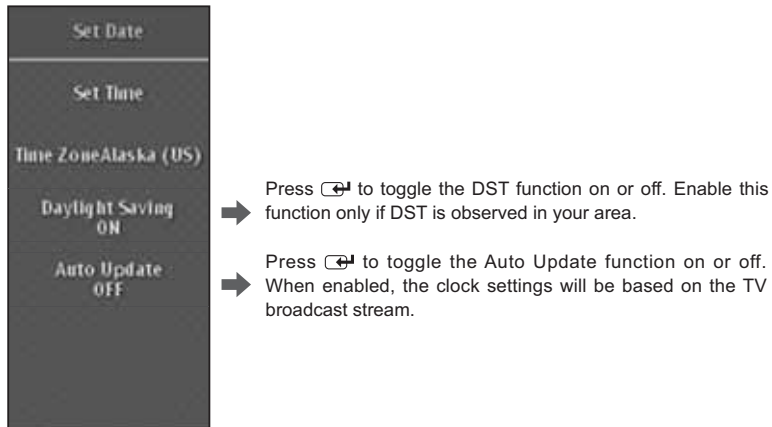 Set Date
Set Time
Time ZoneAlaska (US)
Daylight Saving
ON
Auto Update
OFF
Press to toggle the DST function on or off. Enable this
function only if DST is observed in your area.
Press to toggle the Auto Update function on or off.
When enabled, the clock settings will be based on the TV
broadcast stream.